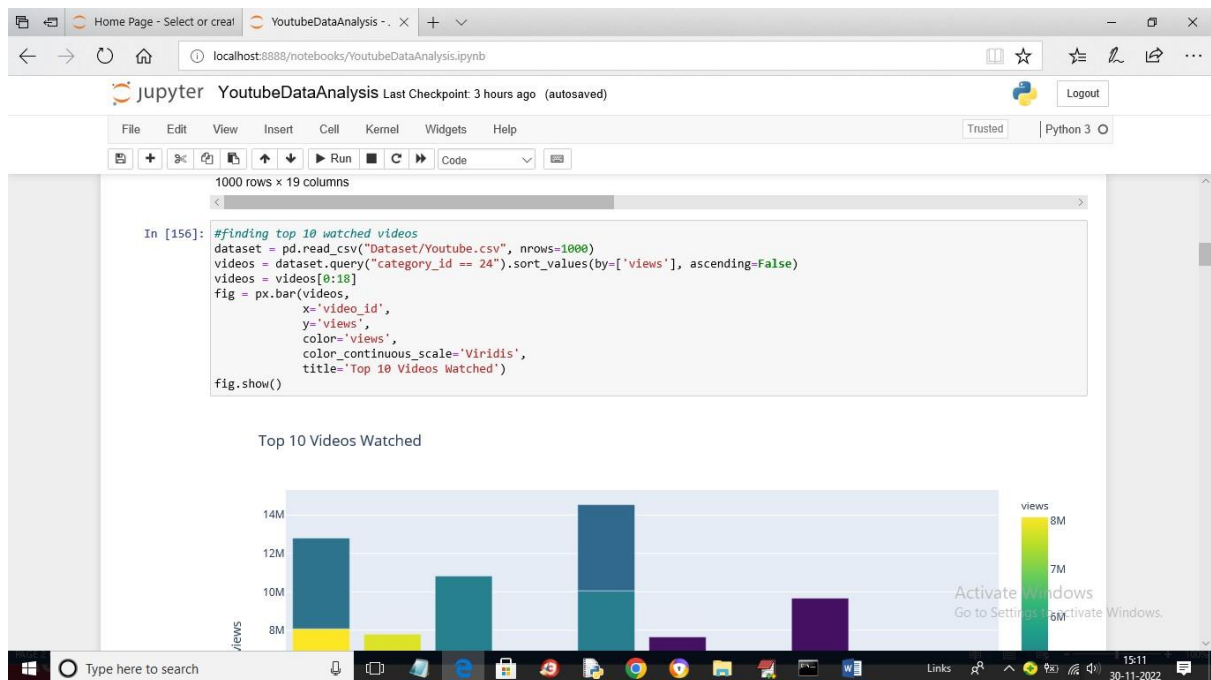 Home Page - Select or creat
YoutubeDataAnalysis - .
localhost:8888/notebooks/YoutubeDataAnalysis.ipynb
jupyter YoutubeDataAnalysis Last Checkpoint: 3 hours ago (autosaved)
Logout
File Edit View Insert Cell Kernel Widgets Help
Trusted
Python 3
Run
Code
1000 rows × 19 columns
In [156]: #finding top 10 watched videos
dataset = pd.read_csv("Dataset/Youtube.csv", nrows=1000)
videos = dataset.query("category_id == 24").sort_values(by=['views'], ascending=False)
videos = videos[0:18]
fig = px.bar(videos,
x='video_id',
y='views',
color='views',
color_continuous_scale='Viridis',
title='Top 10 Videos Watched')
fig.show()
Top 10 Videos Watched
14M
12M
10M
8M
views
views
8M
7M
6M
Activate Windows
Go to Settings to activate Windows.
Type here to search
Links
15:11
30-11-2022